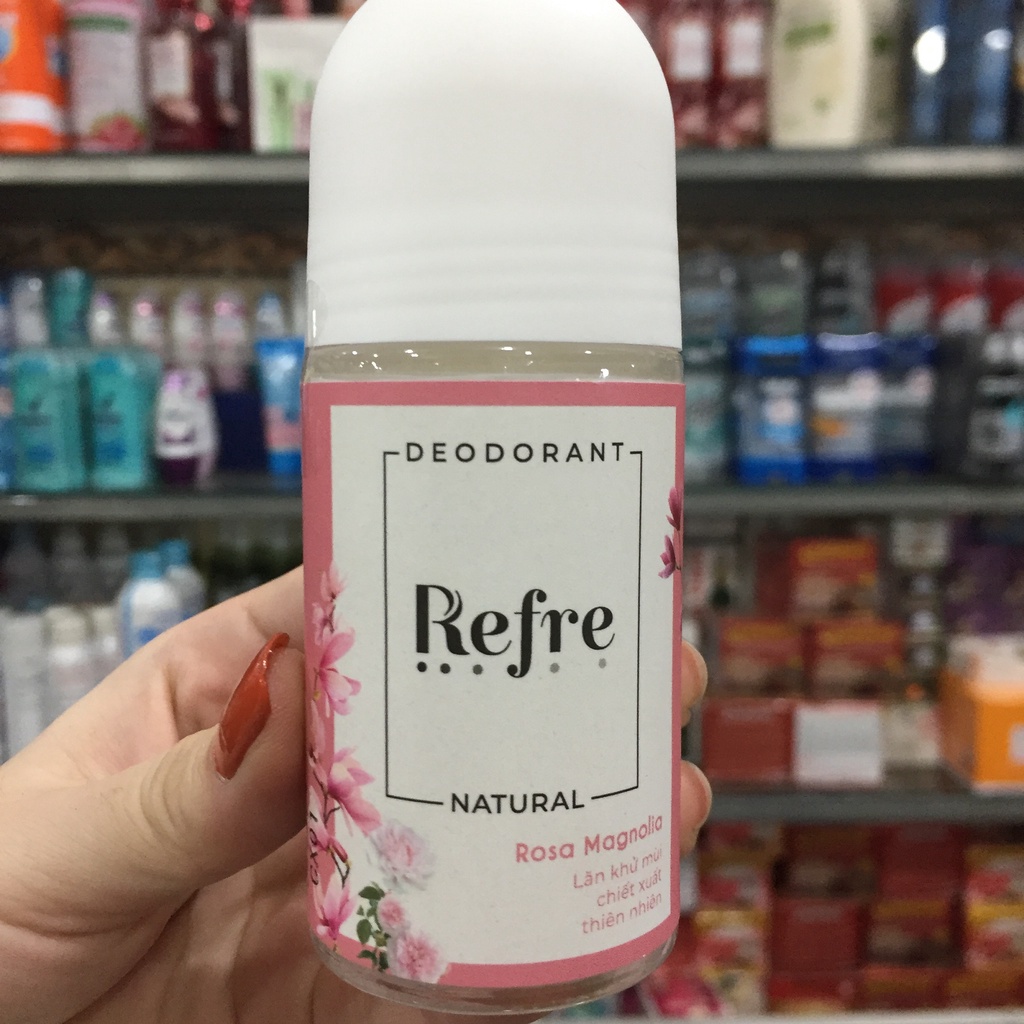 DEODORANT
Refre
NATURAL
Rosa Magnolia
Lăn khử mùi
chiết xuất
thiên nhiên